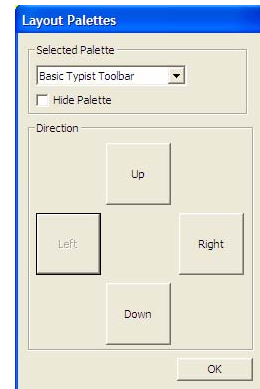 Layout Palettes
Selected Palette
Basic Typist Toolbar
Hide Palette
Direction
Up
Left
Right
Down
OK